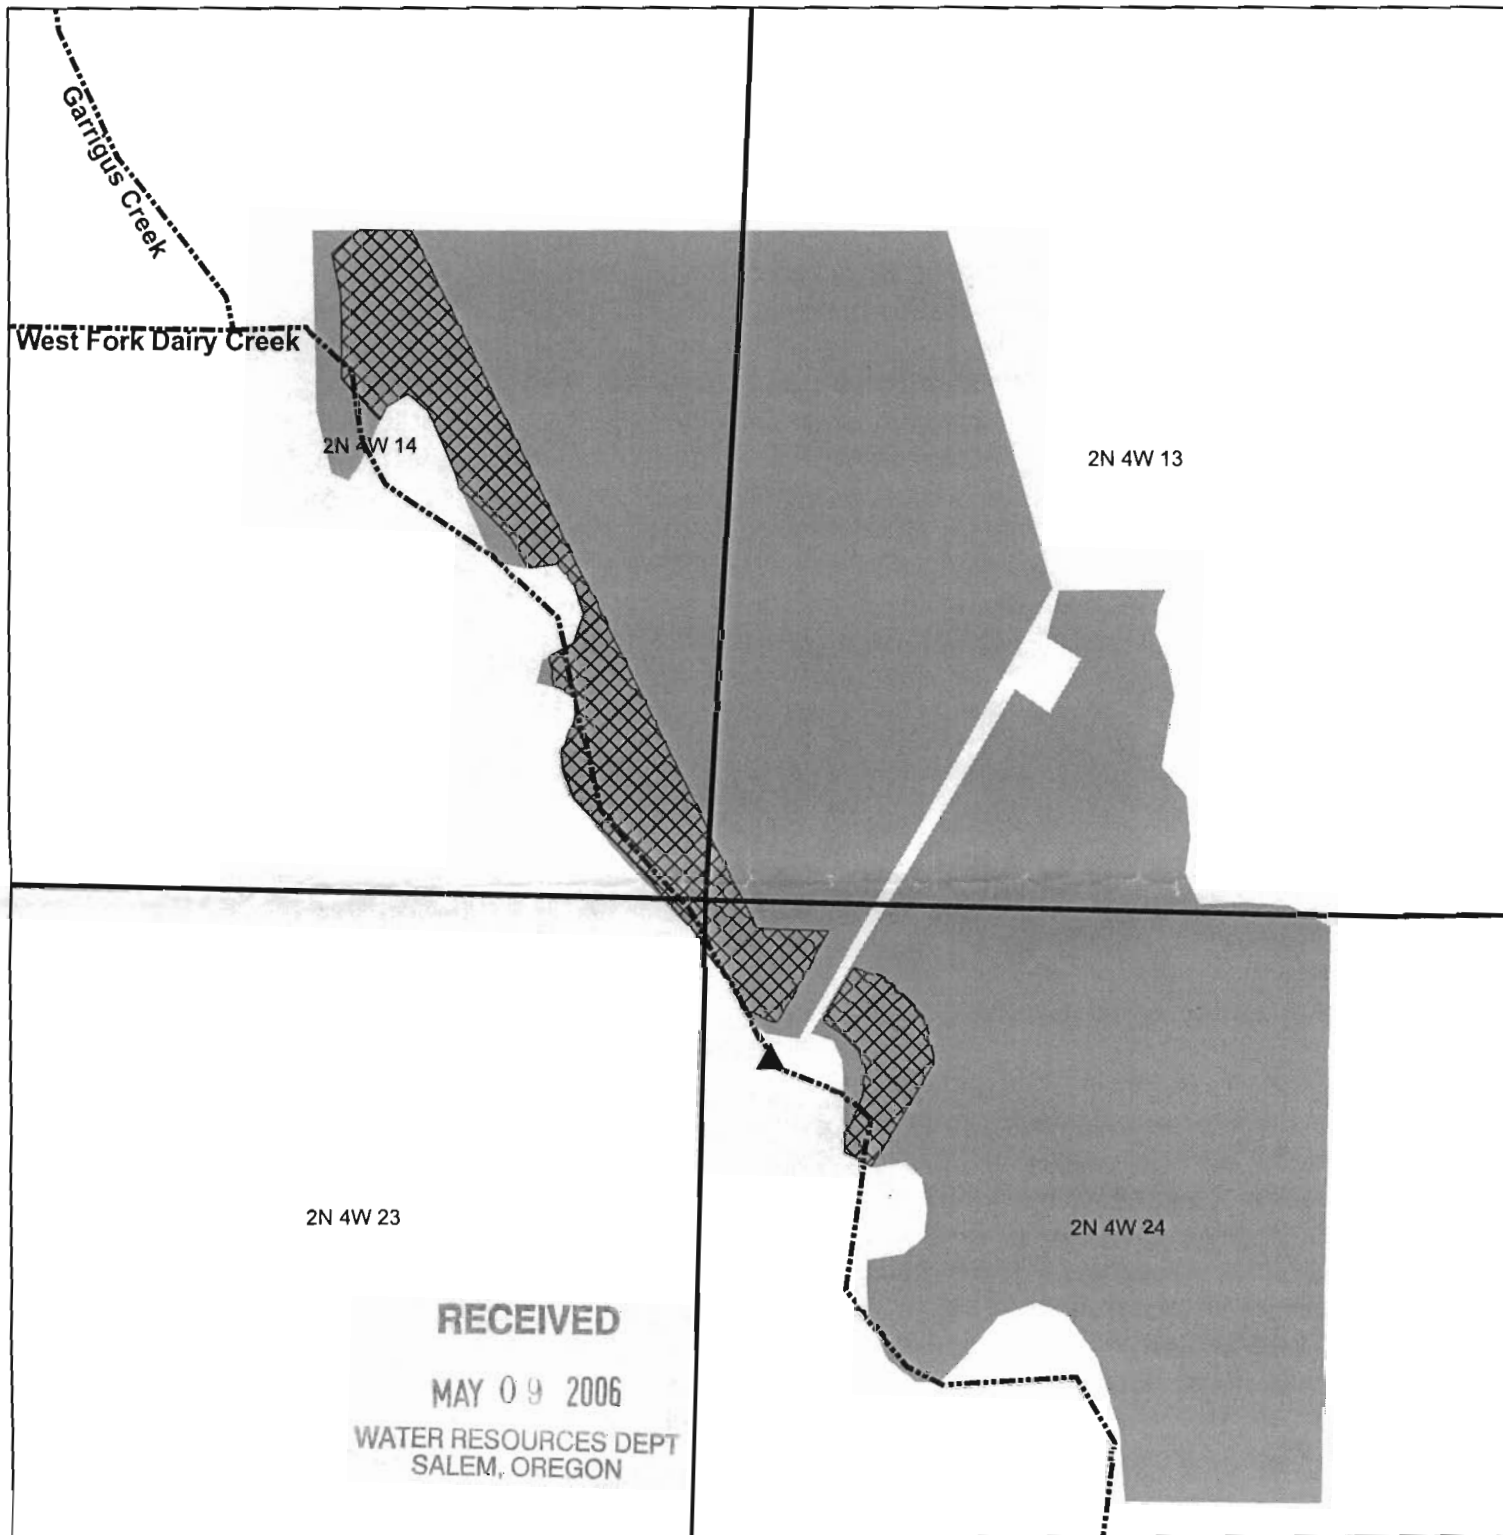 Garrigus Creek
West Fork Dairy Creek
2N 4W 14
2N 4W 13
2N 4W 23
2N 4W 24
RECEIVED
MAY 09 2006
WATER RESOURCES DEPT
SALEM, OREGON